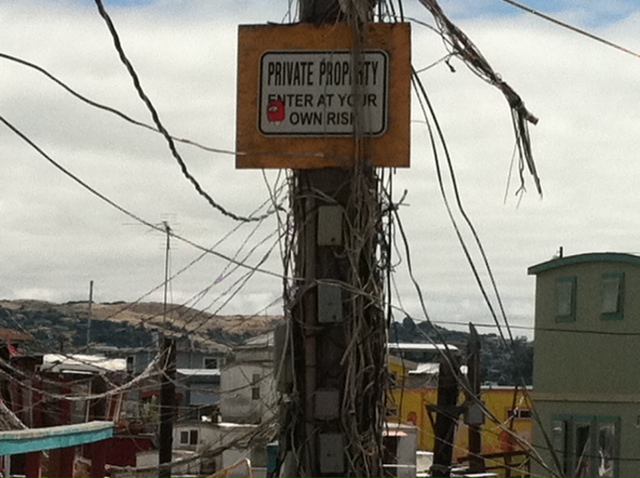 PRIVATE PROPERTY
ENTER AT YOUR
OWN RISK